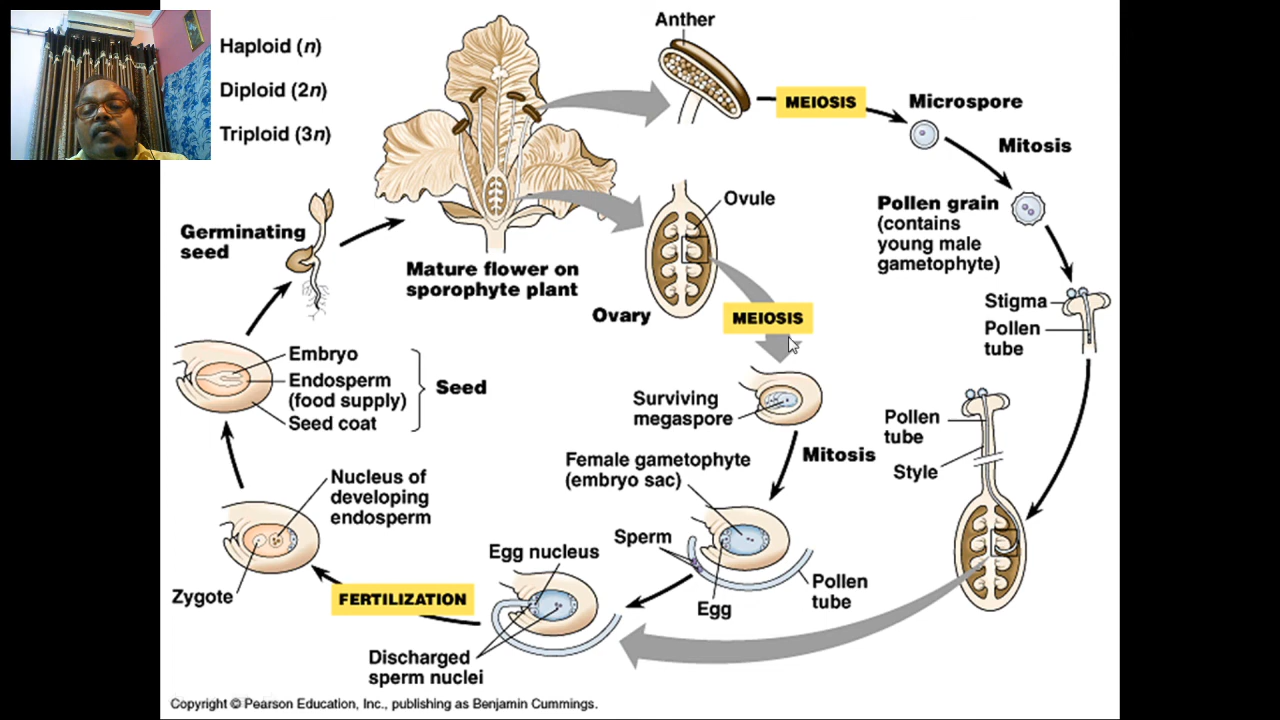 Haploid (n)
Diploid (2n)
Triploid (3n)
Anther
MEIOSIS
Microspore
Mitosis
Pollen grain
(contains
young male
gametophyte)
Stigma
Pollen
tube
Ovule
Ovary
MEIOSIS
Mature flower on
sporophyte plant
Germinating
seed
Embryo
Endosperm
(food supply)
Seed coat
Seed
Surviving
megaspore
Mitosis
Pollen
tube
Style
Female gametophyte
(embryo sac)
Nucleus of
developing
endosperm
Sperm
Egg
Pollen
tube
Egg nucleus
Zygote
FERTILIZATION
Discharged
sperm nuclei
Copyright © Pearson Education, Inc., publishing as Benjamin Cummings.